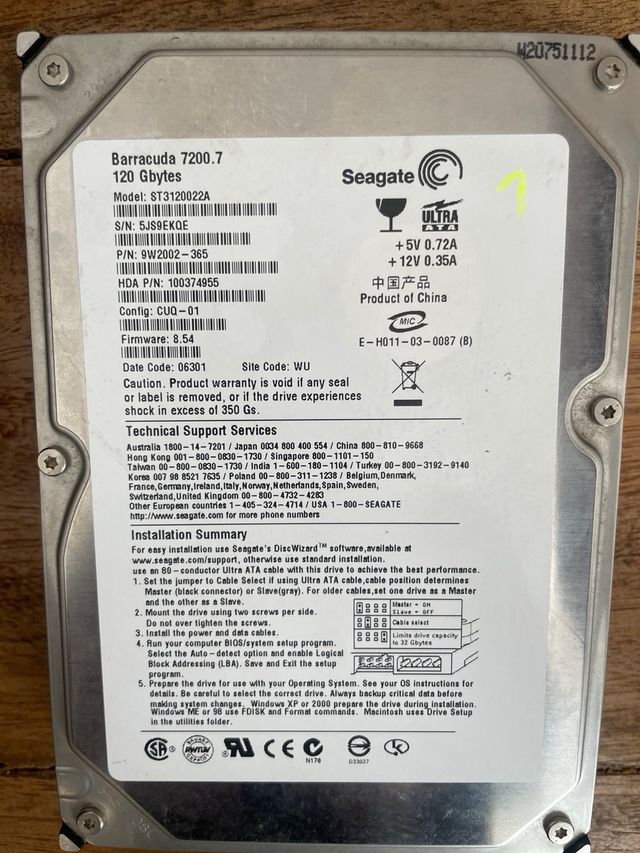 W20751112
Barracuda 7200.7
120 Gbytes
Model: ST3120022A
S/N: 5JS9EKQE
P/N: 9W2002-365
HDA P/N: 100374955
Config: CUQ-01
Firmware: 8.54
Date Code: 06301 Site Code: WU
Seagate
1
ULTRA
ATA
+5V 0.72A
+12V 0.35A
中国产品
Product of China
MIC
E-H011-03-0087 (B)
Caution. Product warranty is void if any seal
or label is removed, or if the drive experiences
shock in excess of 350 Gs.
Technical Support Services
Australia 1800-14-7201 / Japan 0034 800 400 554 / China 800-810-9668
Hong Kong 001-800-0830-1730 / Singapore 800-1101-150
Taiwan 00-800-0830-1730 / India 1-600-180-1104 / Turkey 00-800-3192-9140
Korea 007 98 8521 7635 / Poland 00-800-311-1238 / Belgium,Denmark,
France,Germany,Ireland,Italy,Norway,Netherlands,Spain,Sweden,
Switzerland,United Kingdom 00-800-4732-4283
Other European countries 1-405-324-4714 / USA 1-800-SEAGATE
http://www.seagate.com for more phone numbers
Installation Summary
For easy installation use Seagate's DiscWizard™ software,available at
www.seagate.com/support, otherwise use standard installation.
use an 80-conductor Ultra ATA cable with this drive to achieve the best performance.
1. Set the jumper to Cable Select if using Ultra ATA cable,cable position determines
Master (black connector) or Slave(gray). For older cables,set one drive as a Master
and the other as a Slave.
2. Mount the drive using two screws per side.
Do not over tighten the screws.
3. Install the power and data cables.
4. Run your computer BIOS/system setup program.
Select the Auto-detect option and enable Logical
Block Addressing (LBA). Save and Exit the setup
program.
Master - ON
Slave - OFF
Cable select
Limits drive capacity
to 32 Gbytes
5. Prepare the drive for use with your Operating System. See your OS instructions for
details. Be careful to select the correct drive. Always backup critical data before
making system changes. Windows XP or 2000 prepare the drive during installation.
Windows ME or 98 use FDISK and Format commands. Macintosh uses Drive Setup
in the utilities folder.
RWTÜV
N176
D33027